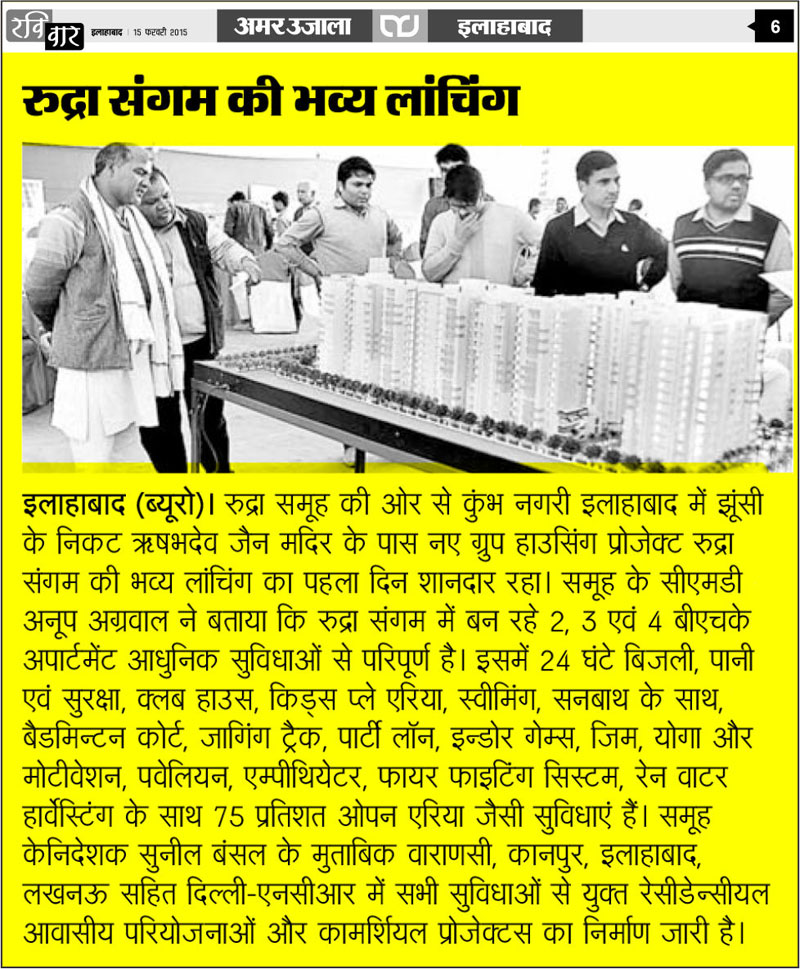 रवि वार इलाहाबाद | 15 फरवरी 2015 अमर उजाला इलाहाबाद 6
रुद्रा संगम की भव्य लांचिंग
इलाहाबाद (ब्यूरो)। रुद्रा समूह की ओर से कुंभ नगरी इलाहाबाद में झूंसी
के निकट ऋषभदेव जैन मदिर के पास नए ग्रुप हाउसिंग प्रोजेक्ट रुद्रा
संगम की भव्य लांचिंग का पहला दिन शानदार रहा। समूह के सीएमडी
अनूप अग्रवाल ने बताया कि रुद्रा संगम में बन रहे 2, 3 एवं 4 बीएचके
अपार्टमेंट आधुनिक सुविधाओं से परिपूर्ण है। इसमें 24 घंटे बिजली, पानी
एवं सुरक्षा, क्लब हाउस, किड्स प्ले एरिया, स्वीमिंग, सनबाथ के साथ,
बैडमिन्टन कोर्ट, जागिंग ट्रैक, पार्टी लॉन, इन्डोर गेम्स, जिम, योगा और
मोटीवेशन, पवेलियन, एम्पीथियेटर, फायर फाइटिंग सिस्टम, रेन वाटर
हार्वेस्टिंग के साथ 75 प्रतिशत ओपन एरिया जैसी सुविधाएं हैं। समूह
केनिदेशक सुनील बंसल के मुताबिक वाराणसी, कानपुर, इलाहाबाद,
लखनऊ सहित दिल्ली-एनसीआर में सभी सुविधाओं से युक्त रेसीडेन्सीयल
आवासीय परियोजनाओं और कामर्शियल प्रोजेक्टस का निर्माण जारी है।